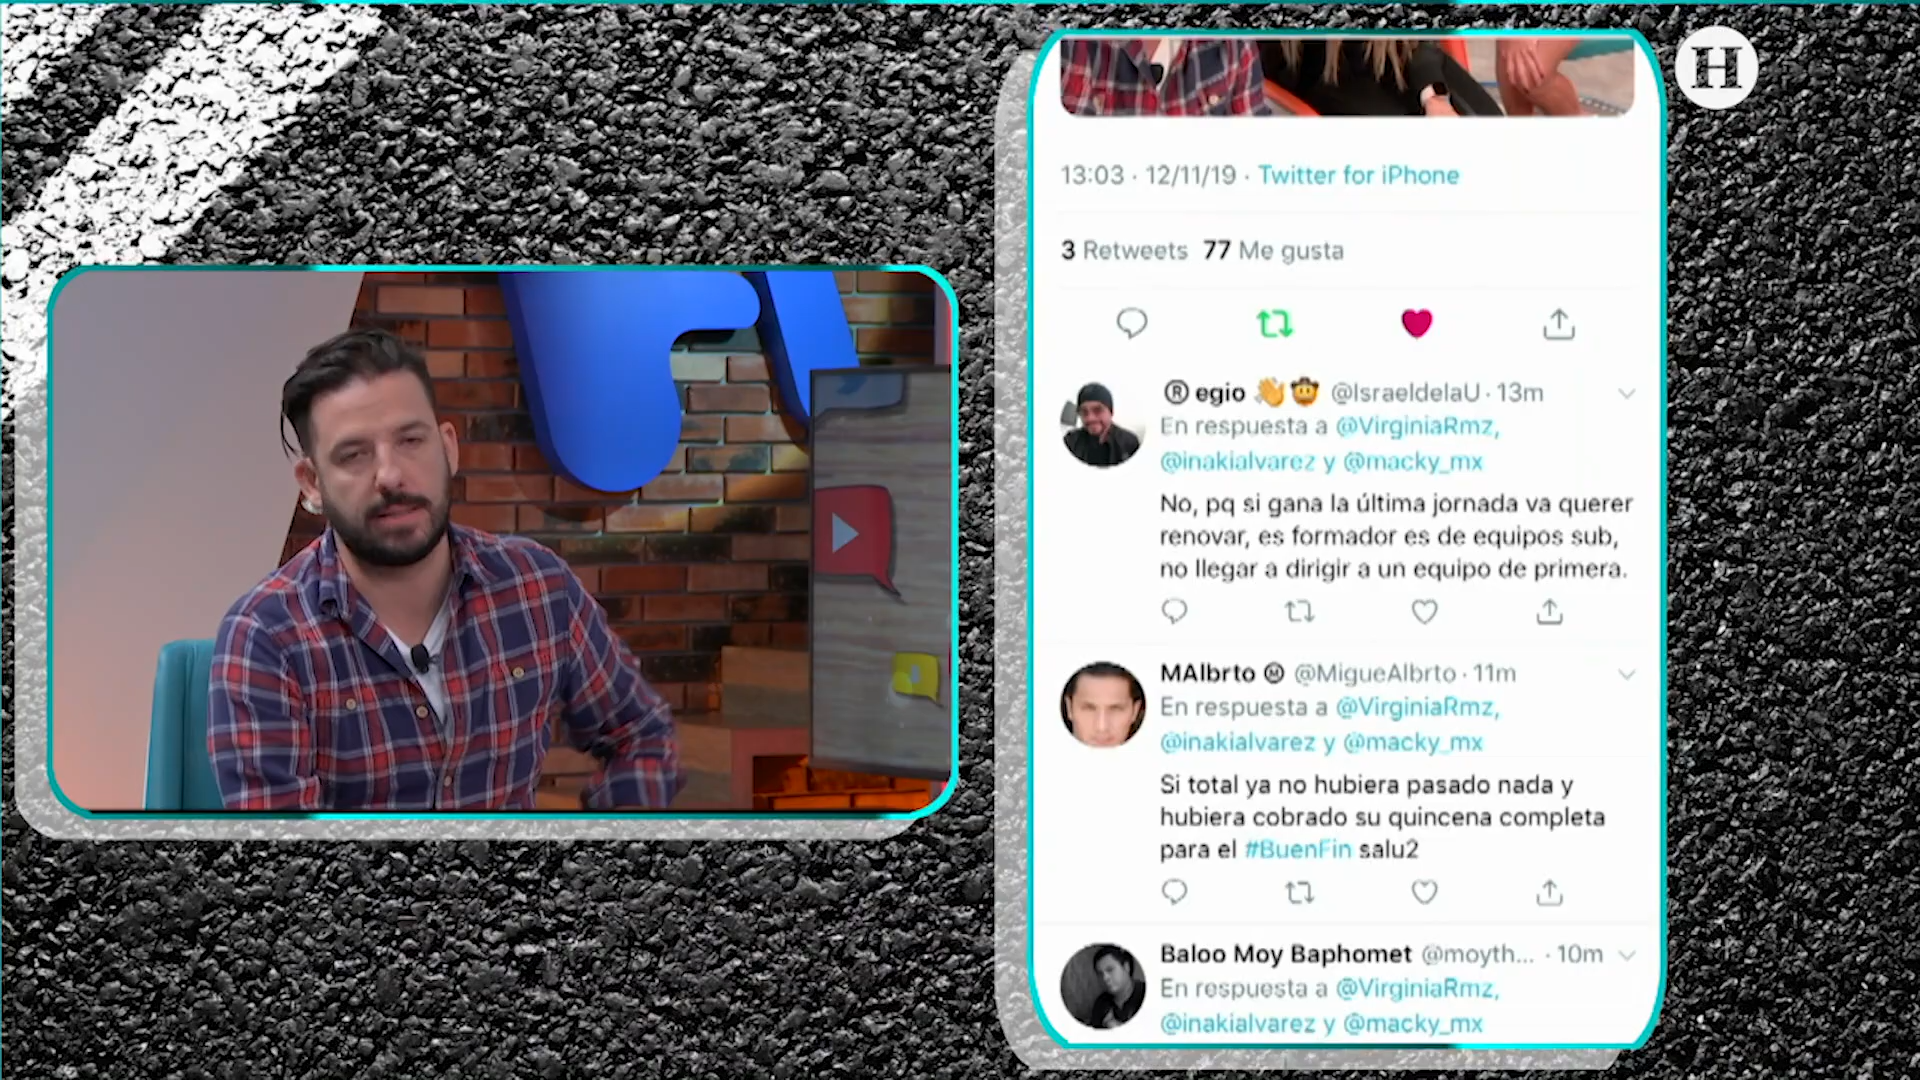 H
13:03 · 12/11/19 · Twitter for iPhone
3 Retweets 77 Me gusta
® egio 👏🤠 @IsraeldelaU · 13m
En respuesta a @VirginiaRmz,
@inakialvarez y @macky_mx
No, pq si gana la última jornada va querer
renovar, es formador es de equipos sub,
no llegar a dirigir a un equipo de primera.
MAlbrto Ⓜ @MigueAlbrto · 11m
En respuesta a @VirginiaRmz,
@inakialvarez y @macky_mx
Si total ya no hubiera pasado nada y
hubiera cobrado su quincena completa
para el #BuenFin salu2
Baloo Moy Baphomet @moyth... · 10m
En respuesta a @VirginiaRmz,
@inakialvarez y @macky_mx